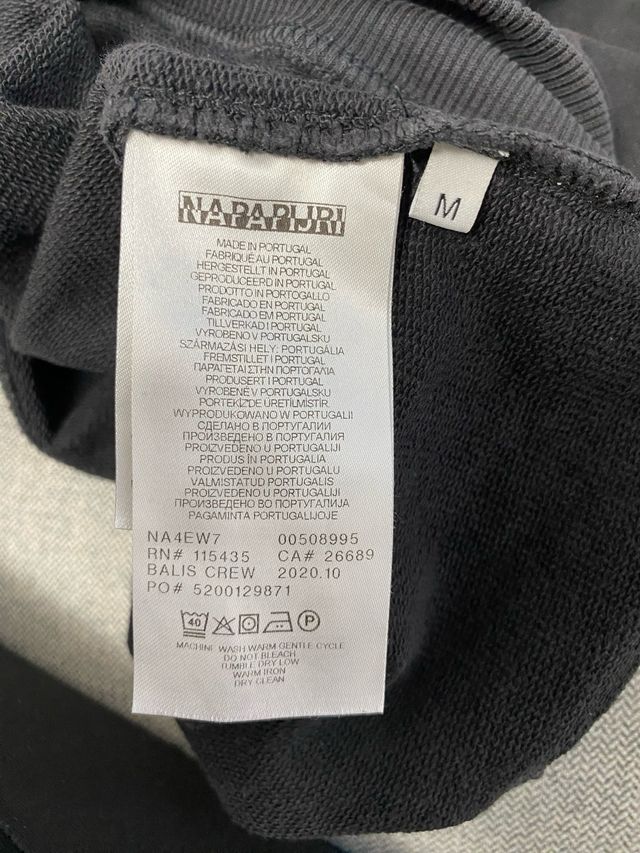 NAPAPIJRI
M
MADE IN PORTUGAL
FABRIQUÉ AU PORTUGAL
HERGESTELLT IN PORTUGAL
GEPRODUCEERD IN PORTUGAL
PRODOTTO IN PORTOGALLO
FABRICADO EN PORTUGAL
FABRICADO EM PORTUGAL
TILLVERKAD I PORTUGAL
VYROBENO V PORTUGALSKU
SZÁRMAZÁSI HELY: PORTUGÁLIA
FREMSTILLET I PORTUGAL
ΠΑΡΑΓΕΤΑΙ ΣΤΗΝ ΠΟΡΤΟΓΑΛΙΑ
PRODUSERT I PORTUGAL
VYROBENÉ V PORTUGALSKU
PORTEKİZ'DE ÜRETİLMİSTİR
WYPRODUKOWANO W PORTUGALII
СДЕЛАНО В ПОРТУГАЛИИ
ПРОИЗВЕДЕНО В ПОРТУГАЛИЯ
PROIZVEDENO U PORTUGALIJI
PRODUS ÎN PORTUGALIA
PROIZVEDENO U PORTUGALU
VALMISTATUD PORTUGALIS
PROIZVEDENO U PORTUGALIJI
ПРОИЗВЕДЕНО ВО ПОРТУГАЛИЈА
PAGAMINTA PORTUGALIJOJE
NA4EW7 00508995
RN# 115435 CA# 26689
BALIS CREW 2020.10
PO# 5200129871
40 P
MACHINE WASH WARM GENTLE CYCLE
DO NOT BLEACH
TUMBLE DRY LOW
WARM IRON
DRY CLEAN